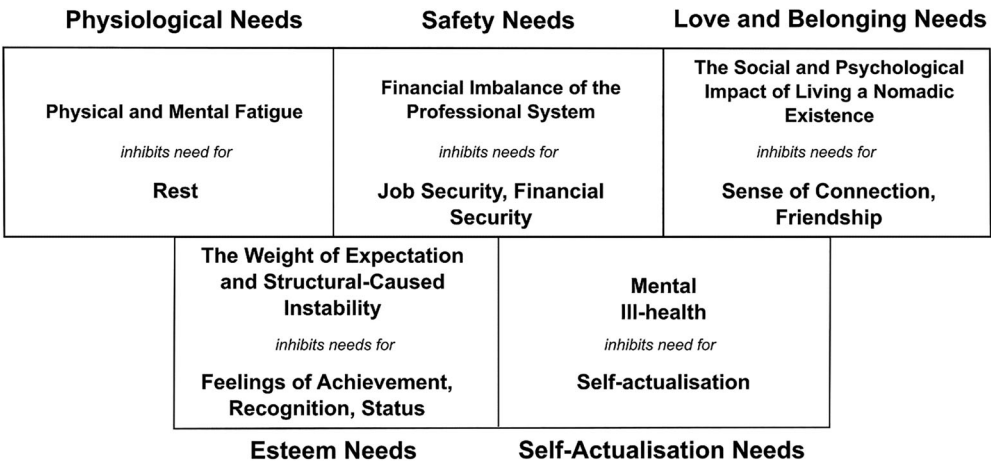 Physiological Needs
Safety Needs
Love and Belonging Needs
Physical and Mental Fatigue
inhibits need for
Rest
Financial Imbalance of the
Professional System
inhibits needs for
Job Security, Financial
Security
The Social and Psychological
Impact of Living a Nomadic
Existence
inhibits needs for
Sense of Connection,
Friendship
The Weight of Expectation
and Structural-Caused
Instability
inhibits needs for
Feelings of Achievement,
Recognition, Status
Mental
Ill-health
inhibits need for
Self-actualisation
Esteem Needs
Self-Actualisation Needs